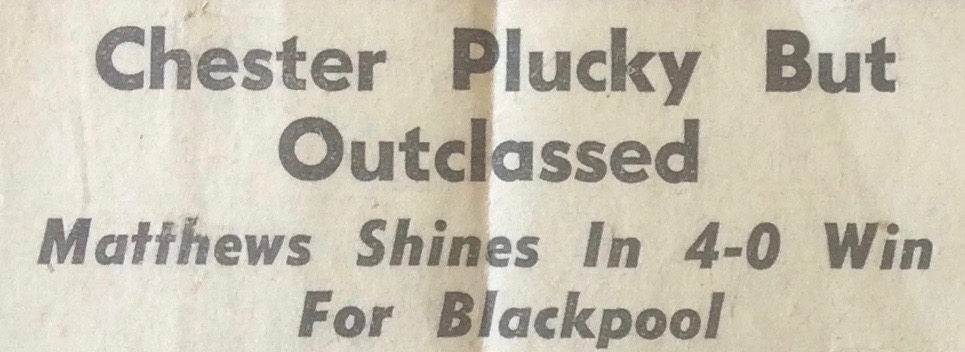 Chester Plucky But
Outclassed
Matthews Shines In 4-0 Win
For Blackpool